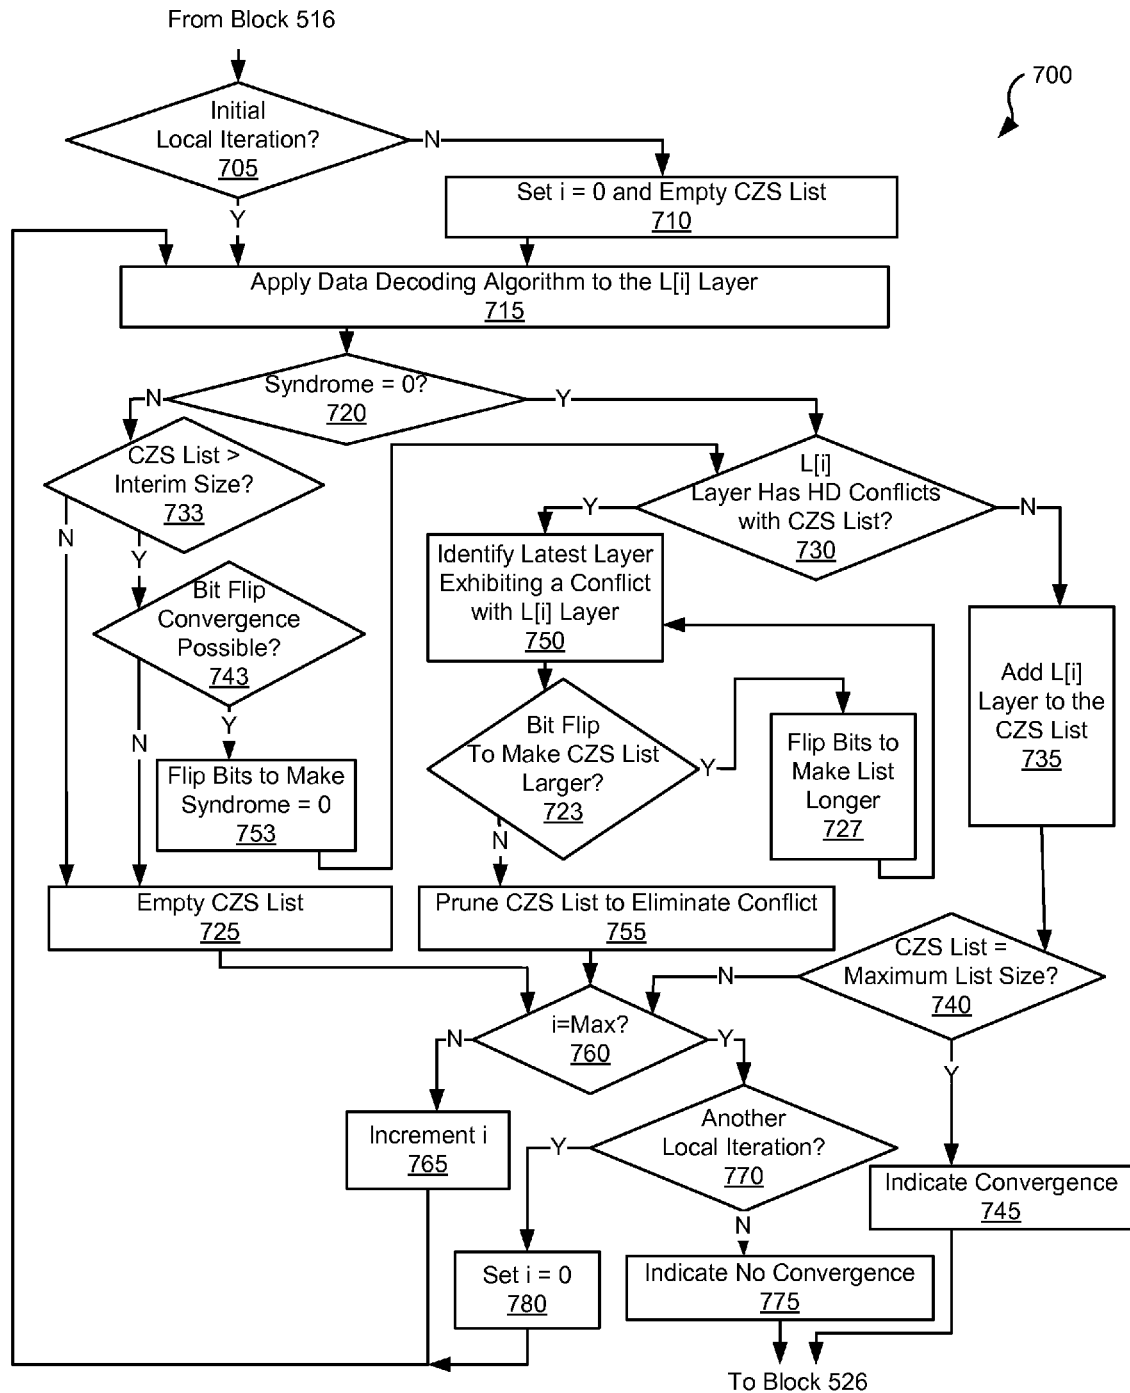 From Block 516
700
Initial
Local Iteration?
705
N
Y
Set i = 0 and Empty CZS List
710
Apply Data Decoding Algorithm to the L[i] Layer
715
Syndrome = 0?
720
N
Y
CZS List >
Interim Size?
733
N
Y
L[i]
Layer Has HD Conflicts
with CZS List?
730
Y
N
Identify Latest Layer
Exhibiting a Conflict
with L[i] Layer
750
Bit Flip
Convergence
Possible?
743
Y
N
Add L[i]
Layer to the
CZS List
735
Bit Flip
To Make CZS List
Larger?
723
Y
N
Flip Bits to
Make List
Longer
727
Flip Bits to Make
Syndrome = 0
753
Empty CZS List
725
Prune CZS List to Eliminate Conflict
755
CZS List =
Maximum List Size?
740
N
Y
i=Max?
760
N
Y
Increment i
765
Another
Local Iteration?
770
Y
N
Indicate Convergence
745
Set i = 0
780
Indicate No Convergence
775
To Block 526